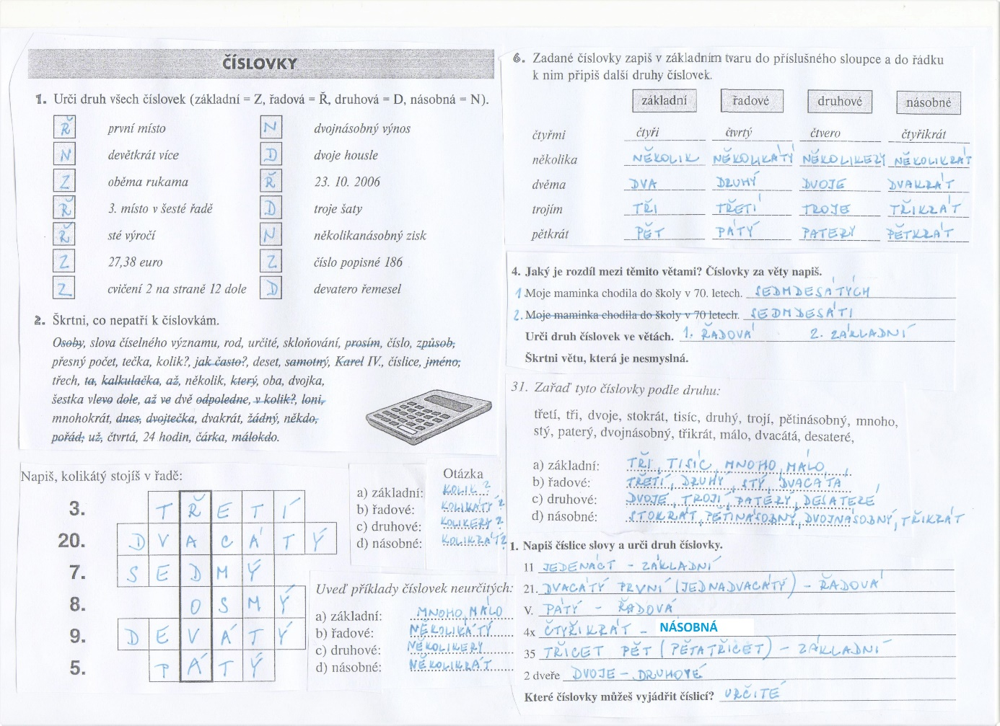 ČÍSLOVKY
1. Urči druh všech číslovek (základní = Z, řadová = Ř, druhová = D, násobná = N).
Ř první místo N dvojnásobný výnos
N devětkrát více D dvoje housle
Z oběma rukama Ř 23. 10. 2006
Ř 3. místo v šesté řadě D troje šaty
Ř sté výročí N několikanásobný zisk
Z 27,38 euro Z číslo popisné 186
Z cvičení 2 na straně 12 dole D devatero řemesel
2. Škrtni, co nepatří k číslovkám.
Osoby, slova číselného významu, rod, určité, skloňování, prosím, číslo, způsob,
přesný počet, tečka, kolik?, jak často?, deset, samotný, Karel IV., číslice, jméno,
třech, ta, kalkulačka, až, několik, který, oba, dvojka,
šestka vlevo dole, až ve dvě odpoledne, v kolik?, loni,
mnohokrát, dnes, dvojtečka, dvakrát, žádný, někdo,
pořád, už, čtvrtá, 24 hodin, čárka, málokdo.
Napiš, kolikátý stojíš v řadě:
3. TŘETÍ
20. DVACÁTÝ
7. SEDMÝ
8. OSMÝ
9. DEVÁTÝ
5. PÁTÝ
Otázka
a) základní: KOLIK?
b) řadové: KOLIKÁTÝ?
c) druhové: KOLIKERÝ?
d) násobné: KOLIKRÁT?
Uveď příklady číslovek neurčitých:
a) základní: MNOHO, MÁLO
b) řadové: NĚKOLIKÁTÝ
c) druhové: NĚKOLIKERÝ
d) násobné: NĚKOLIKRÁT
6. Zadané číslovky zapiš v základním tvaru do příslušného sloupce a do řádku
k nim připiš další druhy číslovek.
základní řadové druhové násobné
čtyřmi čtyři čtvrtý čtvero čtyřikrát
několika NĚKOLIK NĚKOLIKÁTÝ NĚKOLIKERÝ NĚKOLIKRÁT
dvěma DVA DRUHÝ DVOJE DVAKRÁT
trojím TŘI TŘETÍ TROJE TŘIKRÁT
pětkrát PĚT PÁTÝ PATERÝ PĚTKRÁT
4. Jaký je rozdíl mezi těmito větami? Číslovky za věty napiš.
1 Moje maminka chodila do školy v 70. letech. SEDMDESÁTÝCH
2. Moje maminka chodila do školy v 70 letech. SEDMDESÁTI
Urči druh číslovek ve větách. 1. ŘADOVÁ 2. ZÁKLADNÍ
Škrtni větu, která je nesmyslná.
31. Zařaď tyto číslovky podle druhu:
třetí, tři, dvoje, stokrát, tisíc, druhý, trojí, pětinásobný, mnoho,
stý, paterý, dvojnásobný, třikrát, málo, dvacátá, desateré,
a) základní: TŘI, TISÍC, MNOHO, MÁLO
b) řadové: TŘETÍ, DRUHÝ, STÝ, DVACÁTÁ
c) druhové: DVOJE, TROJÍ, PATERÝ, DESATERÉ
d) násobné: STOKRÁT, PĚTINÁSOBNÝ, DVOJNÁSOBNÝ, TŘIKRÁT
1. Napiš číslice slovy a urči druh číslovky.
11 JEDENÁCT - ZÁKLADNÍ
21. DVACÁTÝ PRVNÍ (JEDNADVACÁTÝ) - ŘADOVÁ
V. PÁTÝ - ŘADOVÁ
4x ČTYŘIKRÁT - NÁSOBNÁ
35 TŘICET PĚT (PĚTATŘICET) - ZÁKLADNÍ
2 dveře DVOJE - DRUHOVÉ
Které číslovky můžeš vyjádřit číslicí? URČITÉ